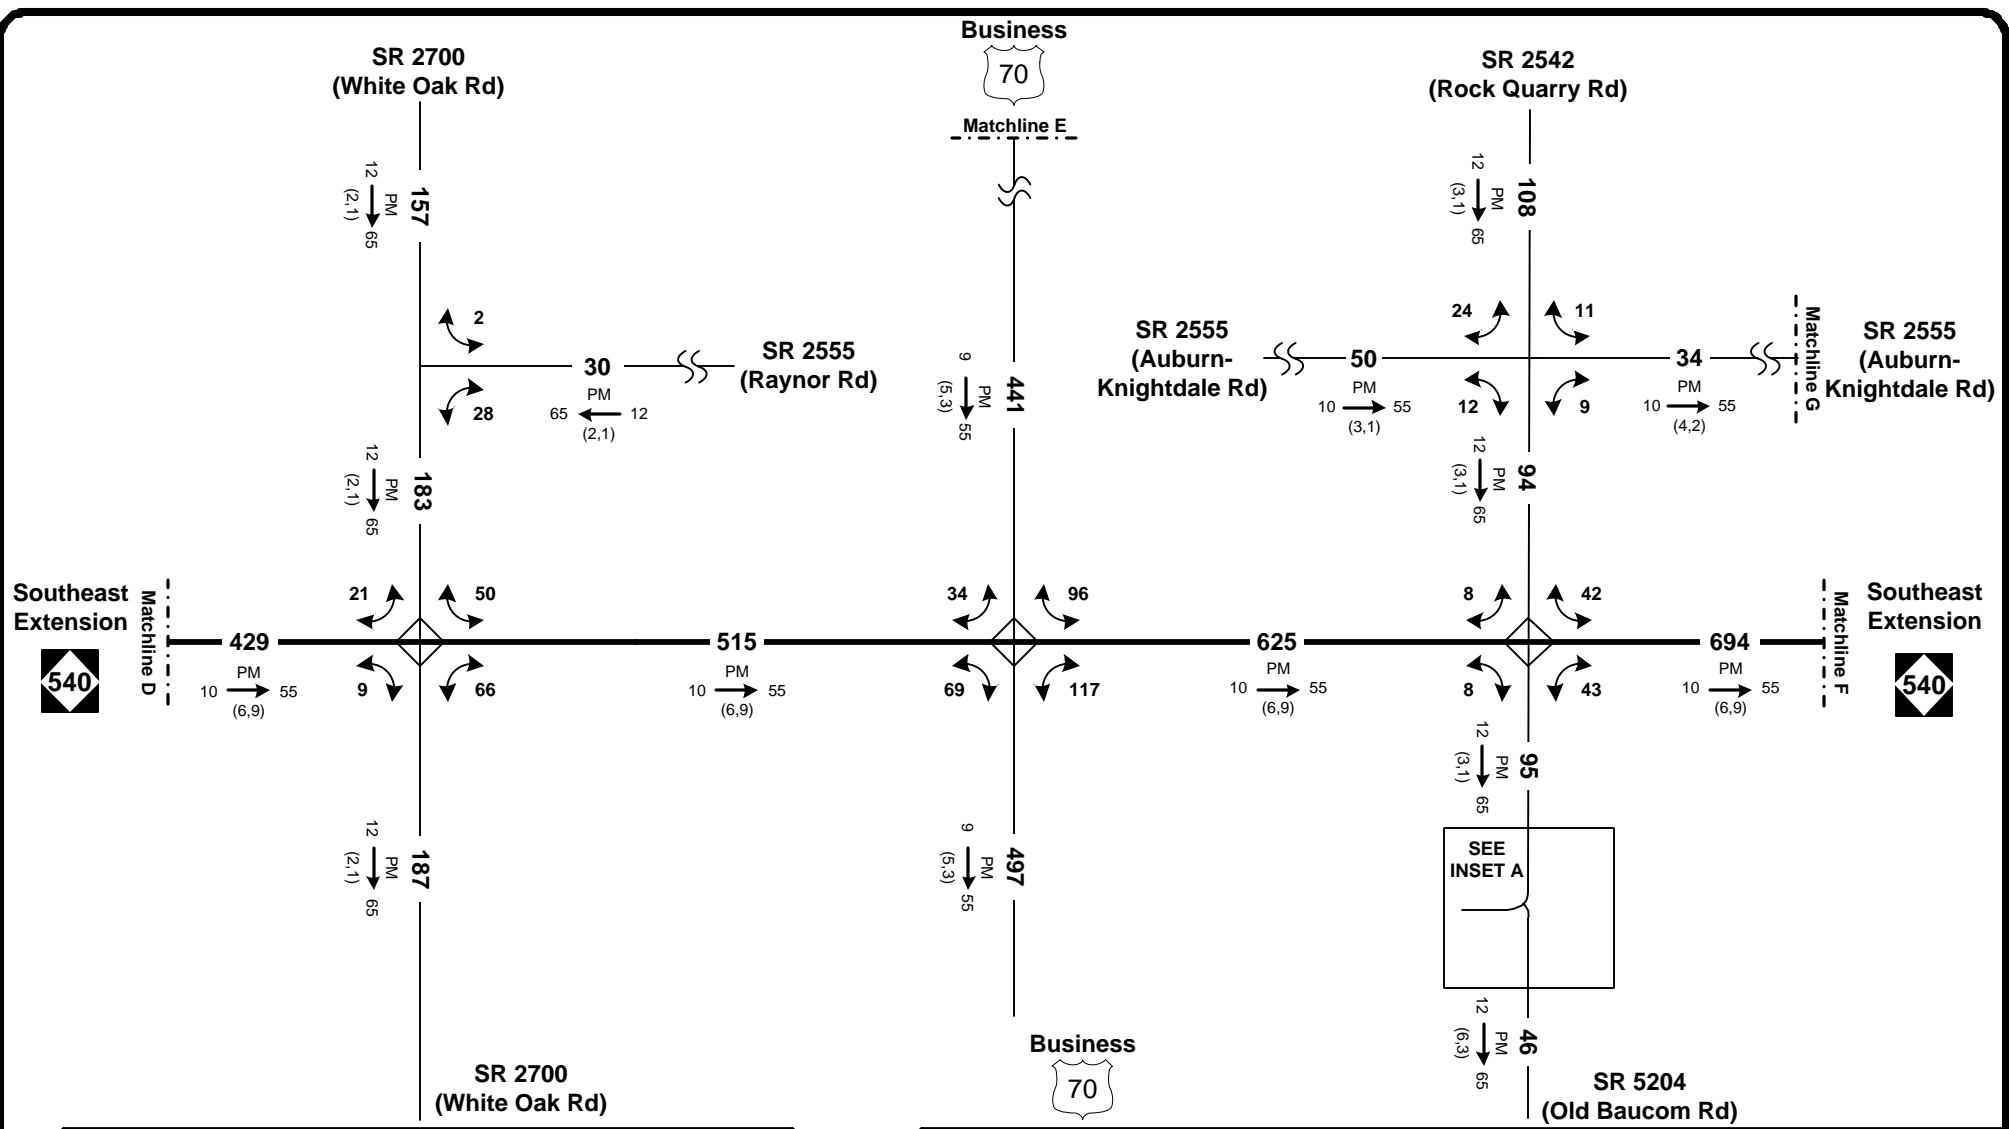 Business
70
Matchline E
SR 2700
(White Oak Rd)
SR 2542
(Rock Quarry Rd)
12
PM
(2,1)
65
157
12
PM
(3,1)
65
108
2
28
30
PM
65 12
(2,1)
SR 2555
(Raynor Rd)
9
PM
(5,3)
55
441
SR 2555
(Auburn-
Knightdale Rd)
50
PM
10 55
(3,1)
24
11
12
9
34
PM
10 55
(4,2)
Matchline G
SR 2555
(Auburn-
Knightdale Rd)
12
PM
(2,1)
65
183
12
PM
(3,1)
65
94
Southeast
Extension
540
Matchline D
429
PM
10 55
(6,9)
21
50
9
66
515
PM
10 55
(6,9)
34
96
69
117
625
PM
10 55
(6,9)
8
42
8
43
694
PM
10 55
(6,9)
Matchline F
Southeast
Extension
540
12
PM
(2,1)
65
187
9
PM
(5,3)
55
497
12
PM
(3,1)
65
95
SEE
INSET A
12
PM
(6,3)
65
46
SR 2700
(White Oak Rd)
Business
70
SR 5204
(Old Baucom Rd)